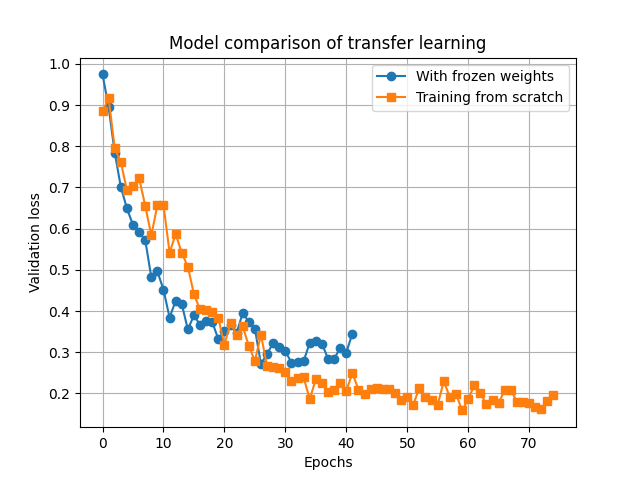 Model comparison of transfer learning
With frozen weights
Training from scratch
1.0
0.9
0.8
0.7
0.6
0.5
0.4
0.3
0.2
Validation loss
0 10 20 30 40 50 60 70
Epochs